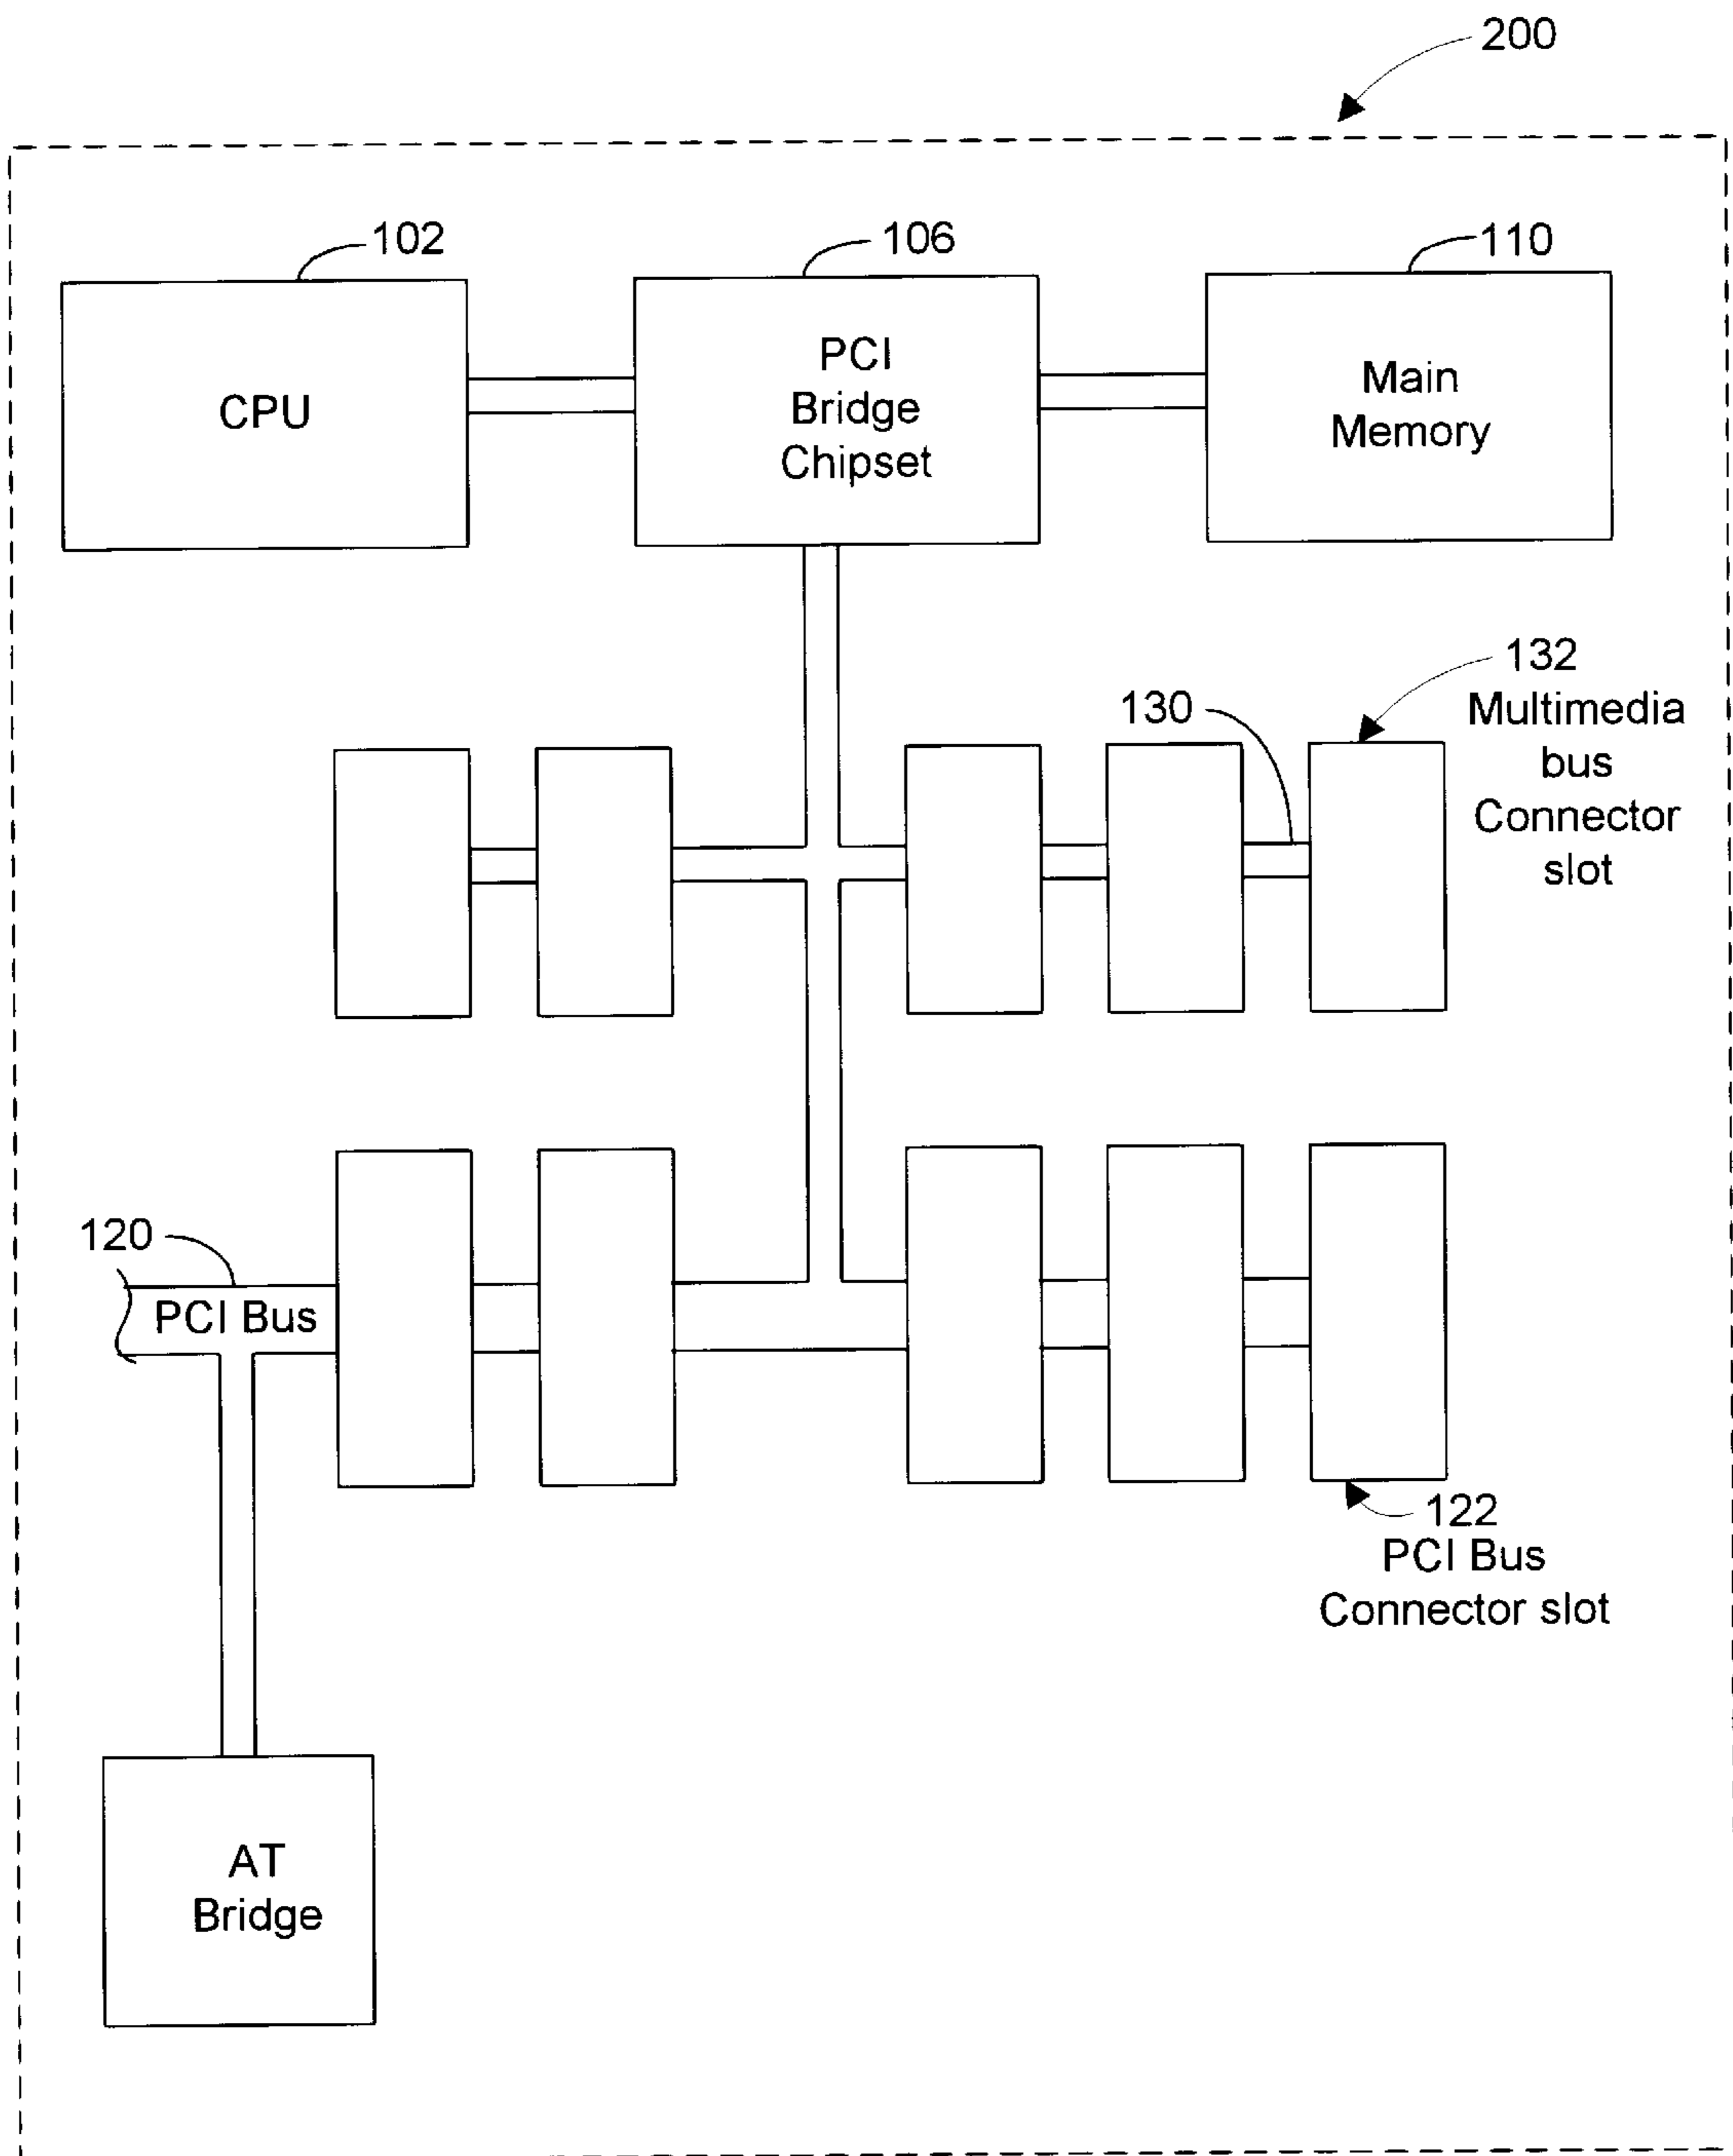 200
102
106
110
CPU
PCI
Bridge
Chipset
Main
Memory
132
Multimedia
bus
Connector
slot
130
120
PCI Bus
122
PCI Bus
Connector slot
AT
Bridge